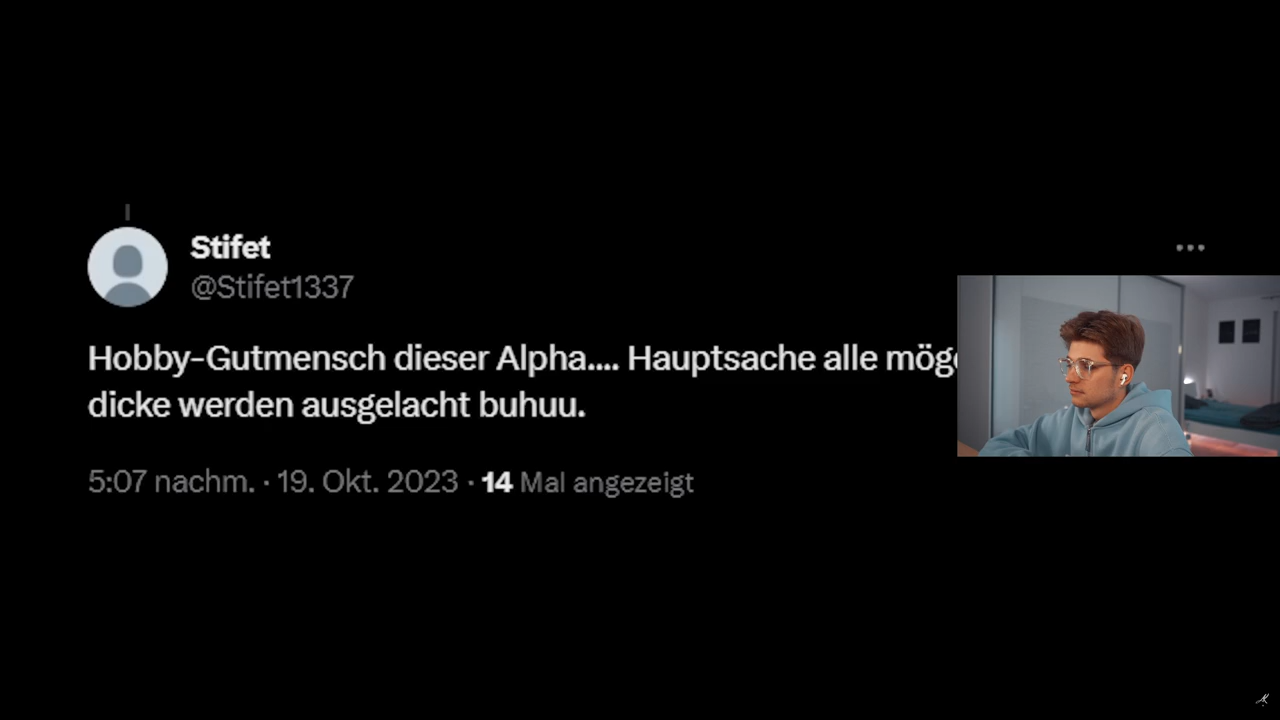 Stifet
@Stifet1337
Hobby-Gutmensch dieser Alpha.... Hauptsache alle
dicke werden ausgelacht buhuu.
5:07 nachm. · 19. Okt. 2023 · 14 Mal angezeigt